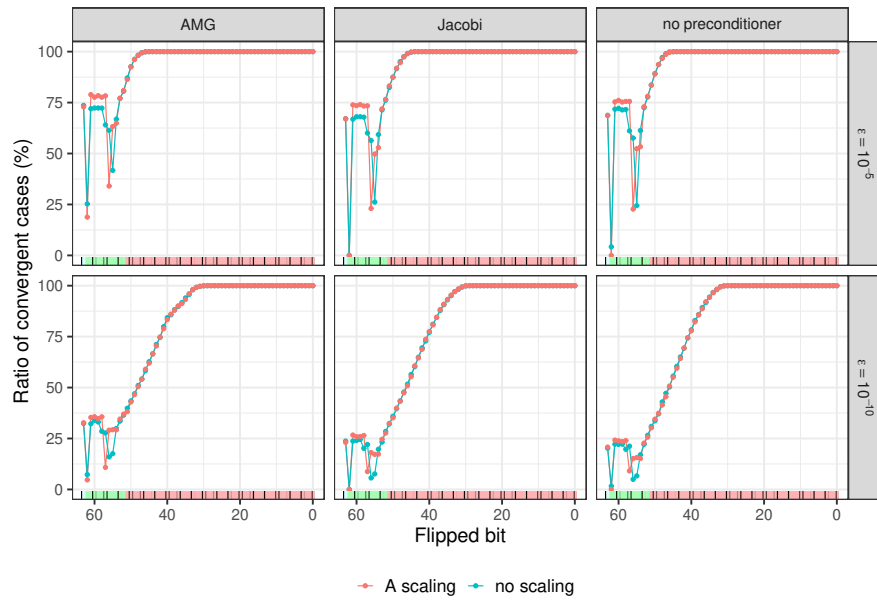 AMG
Jacobi
no preconditioner
Ratio of convergent cases (%)
100
75
50
25
0
ε = 10⁻⁵
100
75
50
25
0
ε = 10⁻¹⁰
60 40 20 0
60 40 20 0
60 40 20 0
Flipped bit
A scaling no scaling